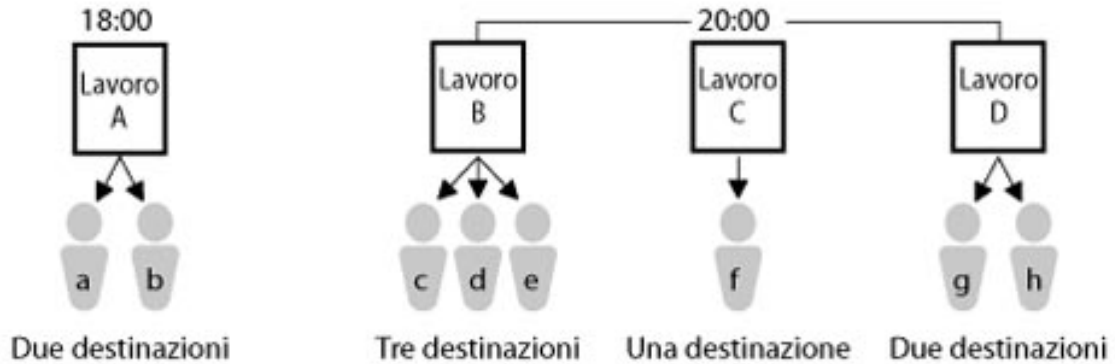 18:00
20:00
Lavoro
A
Lavoro
B
Lavoro
C
Lavoro
D
a b
c d e
f
g h
Due destinazioni
Tre destinazioni
Una destinazione
Due destinazioni